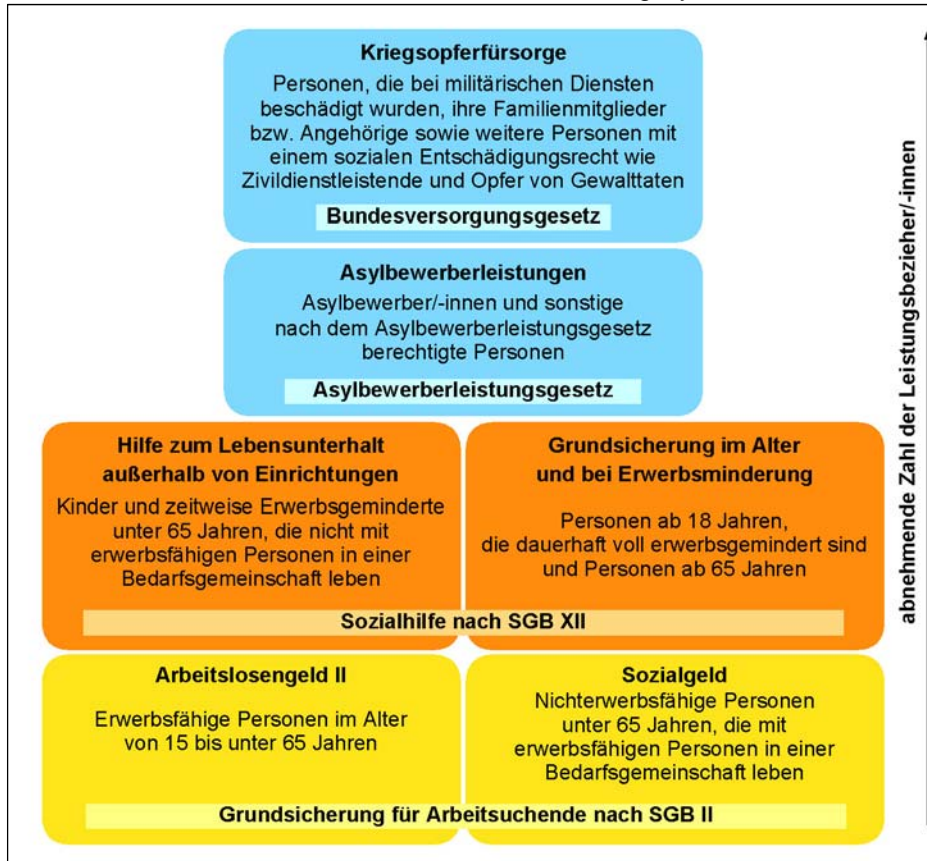 Kriegsopferfürsorge
Personen, die bei militärischen Diensten
beschädigt wurden, ihre Familienmitglieder
bzw. Angehörige sowie weitere Personen mit
einem sozialen Entschädigungsrecht wie
Zivildienstleistende und Opfer von Gewalttaten
Bundesversorgungsgesetz
Asylbewerberleistungen
Asylbewerber/-innen und sonstige
nach dem Asylbewerberleistungsgesetz
berechtigte Personen
Asylbewerberleistungsgesetz
Hilfe zum Lebensunterhalt
außerhalb von Einrichtungen
Kinder und zeitweise Erwerbsgeminderte
unter 65 Jahren, die nicht mit
erwerbsfähigen Personen in einer
Bedarfsgemeinschaft leben
Grundsicherung im Alter
und bei Erwerbsminderung
Personen ab 18 Jahren,
die dauerhaft voll erwerbsgemindert sind
und Personen ab 65 Jahren
Sozialhilfe nach SGB XII
Arbeitslosengeld II
Erwerbsfähige Personen im Alter
von 15 bis unter 65 Jahren
Sozialgeld
Nichterwerbsfähige Personen
unter 65 Jahren, die mit
erwerbsfähigen Personen in einer
Bedarfsgemeinschaft leben
Grundsicherung für Arbeitsuchende nach SGB II
abnehmende Zahl der Leistungsbezieher/-innen